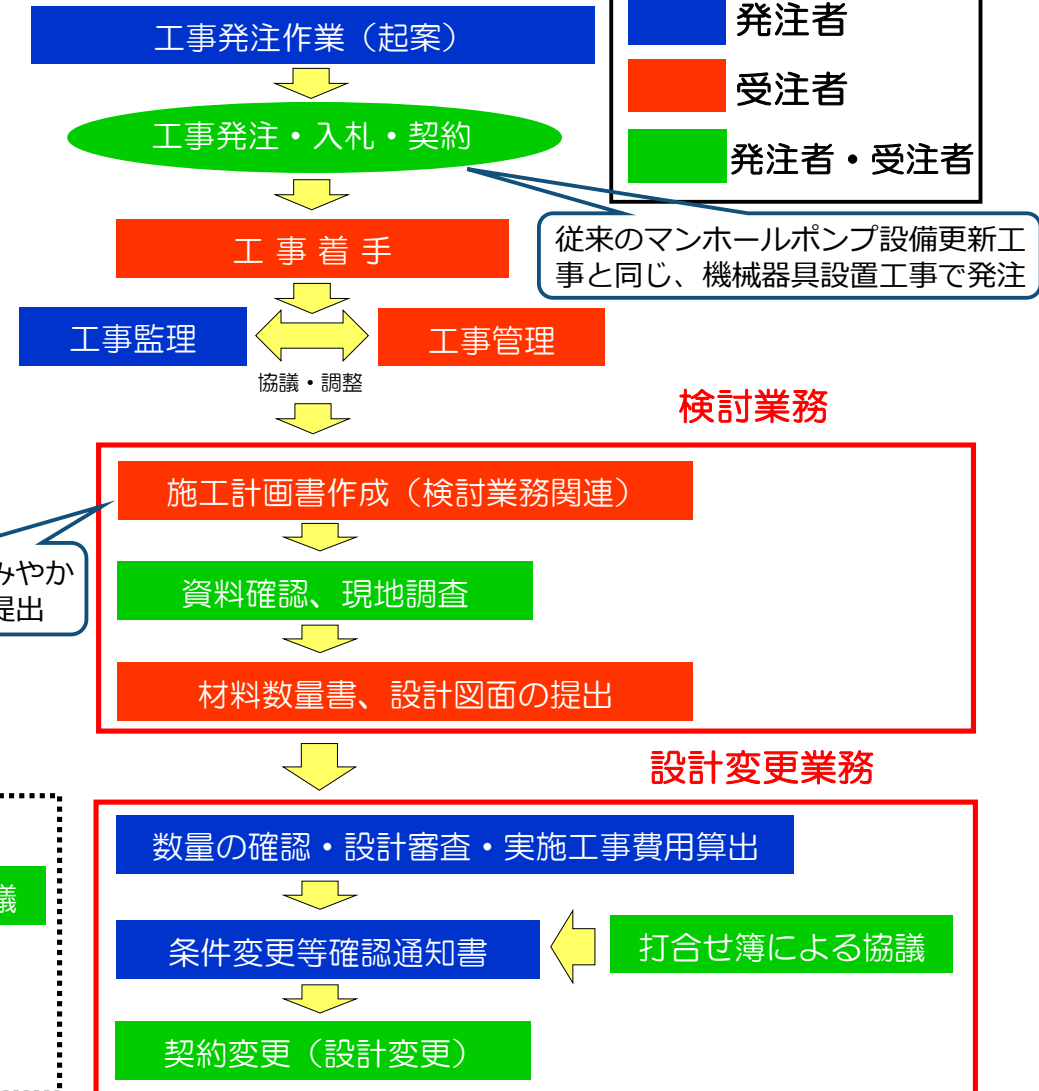 工事発注作業（起案）
発注者
受注者
発注者・受注者
工事発注・入札・契約
従来のマンホールポンプ設備更新工
事と同じ、機械器具設置工事で発注
工 事 着 手
工事監理
工事管理
協議・調整
検討業務
施工計画書作成（検討業務関連）
みやか
提出
資料確認、現地調査
材料数量書、設計図面の提出
設計変更業務
数量の確認・設計審査・実施工事費用算出
議
条件変更等確認通知書
打合せ簿による協議
契約変更（設計変更）